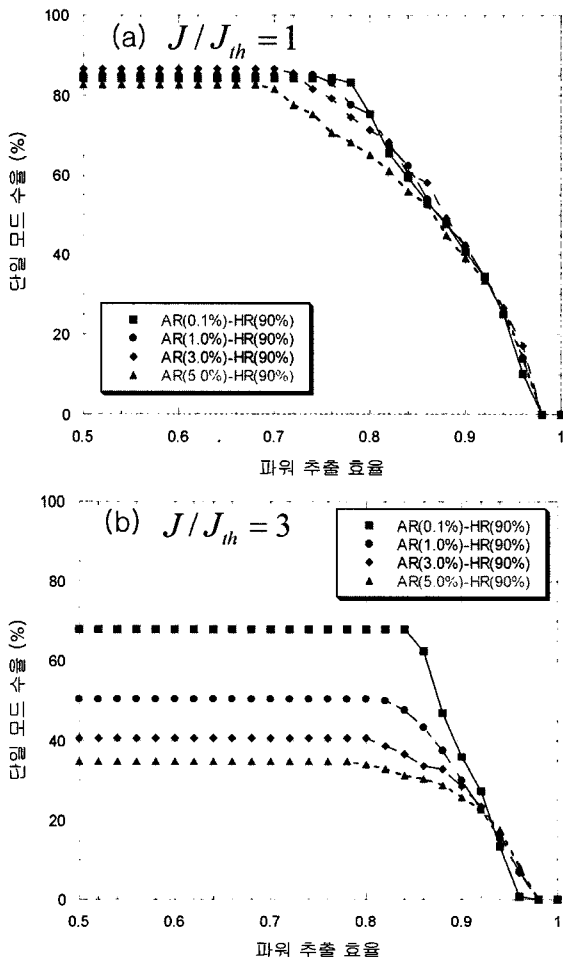 (a) J/J_th = 1
100
80
60
40
20
0
단일 모드 수율 (%)
AR(0.1%)-HR(90%)
AR(1.0%)-HR(90%)
AR(3.0%)-HR(90%)
AR(5.0%)-HR(90%)
0.5 0.6 0.7 0.8 0.9 1
파워 추출 효율
(b) J/J_th = 3
100
80
60
40
20
0
단일 모드 수율 (%)
AR(0.1%)-HR(90%)
AR(1.0%)-HR(90%)
AR(3.0%)-HR(90%)
AR(5.0%)-HR(90%)
0.5 0.6 0.7 0.8 0.9 1
파워 추출 효율